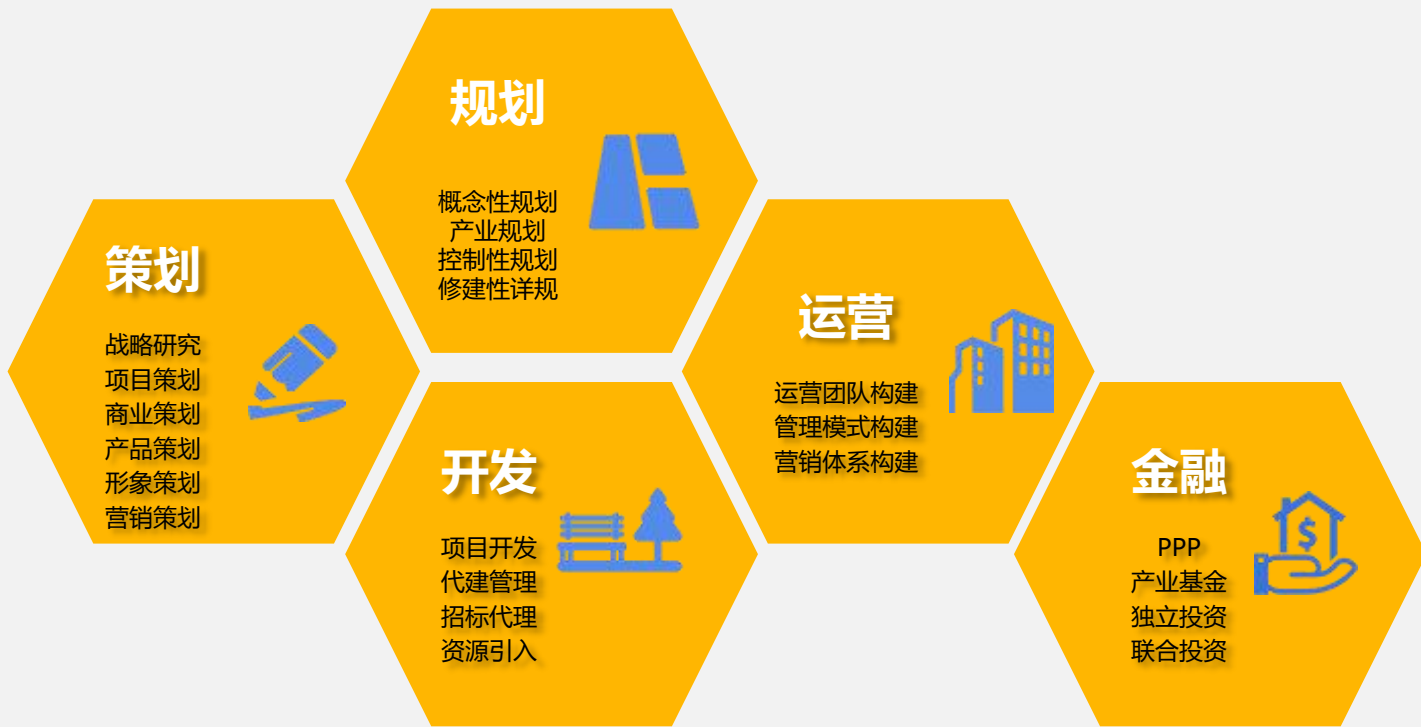 规划
概念性规划
产业规划
控制性规划
修建性详规
策划
战略研究
项目策划
商业策划
产品策划
形象策划
营销策划
运营
运营团队构建
管理模式构建
营销体系构建
开发
项目开发
代建管理
招标代理
资源引入
金融
PPP
产业基金
独立投资
联合投资
$